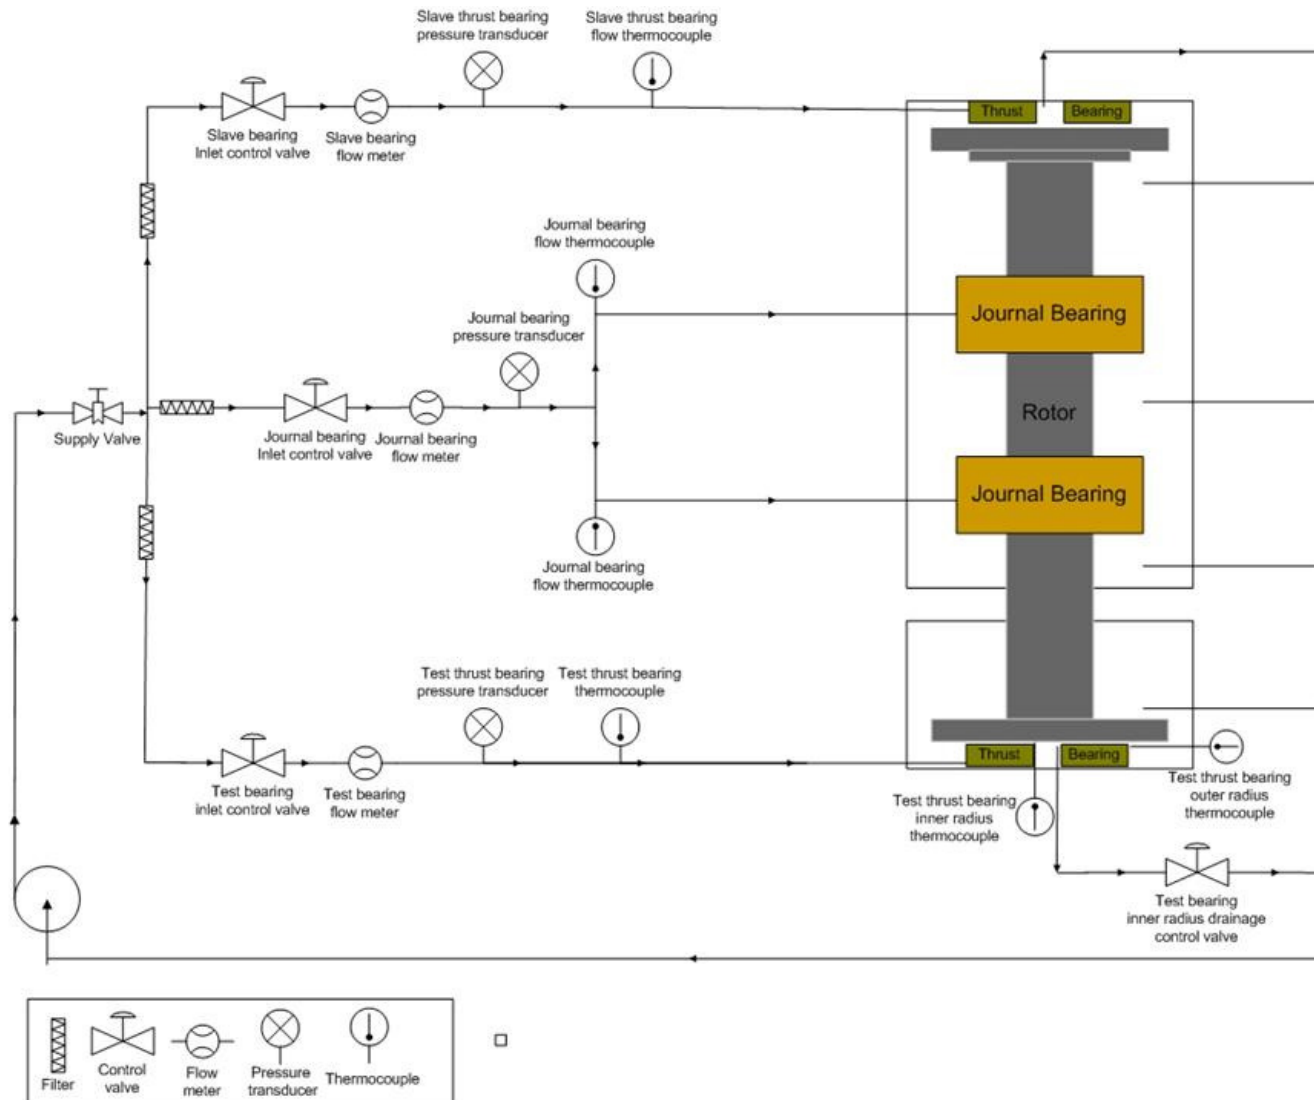 Slave thrust bearing
pressure transducer
Slave thrust bearing
flow thermocouple
Slave bearing
Inlet control valve
Slave bearing
flow meter
Thrust
Bearing
Journal bearing
flow thermocouple
Journal bearing
pressure transducer
Journal Bearing
Supply Valve
Journal bearing
Inlet control valve
Journal bearing
flow meter
Rotor
Journal Bearing
Journal bearing
flow thermocouple
Test thrust bearing
pressure transducer
Test thrust bearing
thermocouple
Test bearing
inlet control valve
Test bearing
flow meter
Thrust
Bearing
Test thrust bearing
inner radius
thermocouple
Test thrust bearing
outer radius
thermocouple
Test bearing
inner radius drainage
control valve
Filter
Control
valve
Flow
meter
Pressure
transducer
Thermocouple